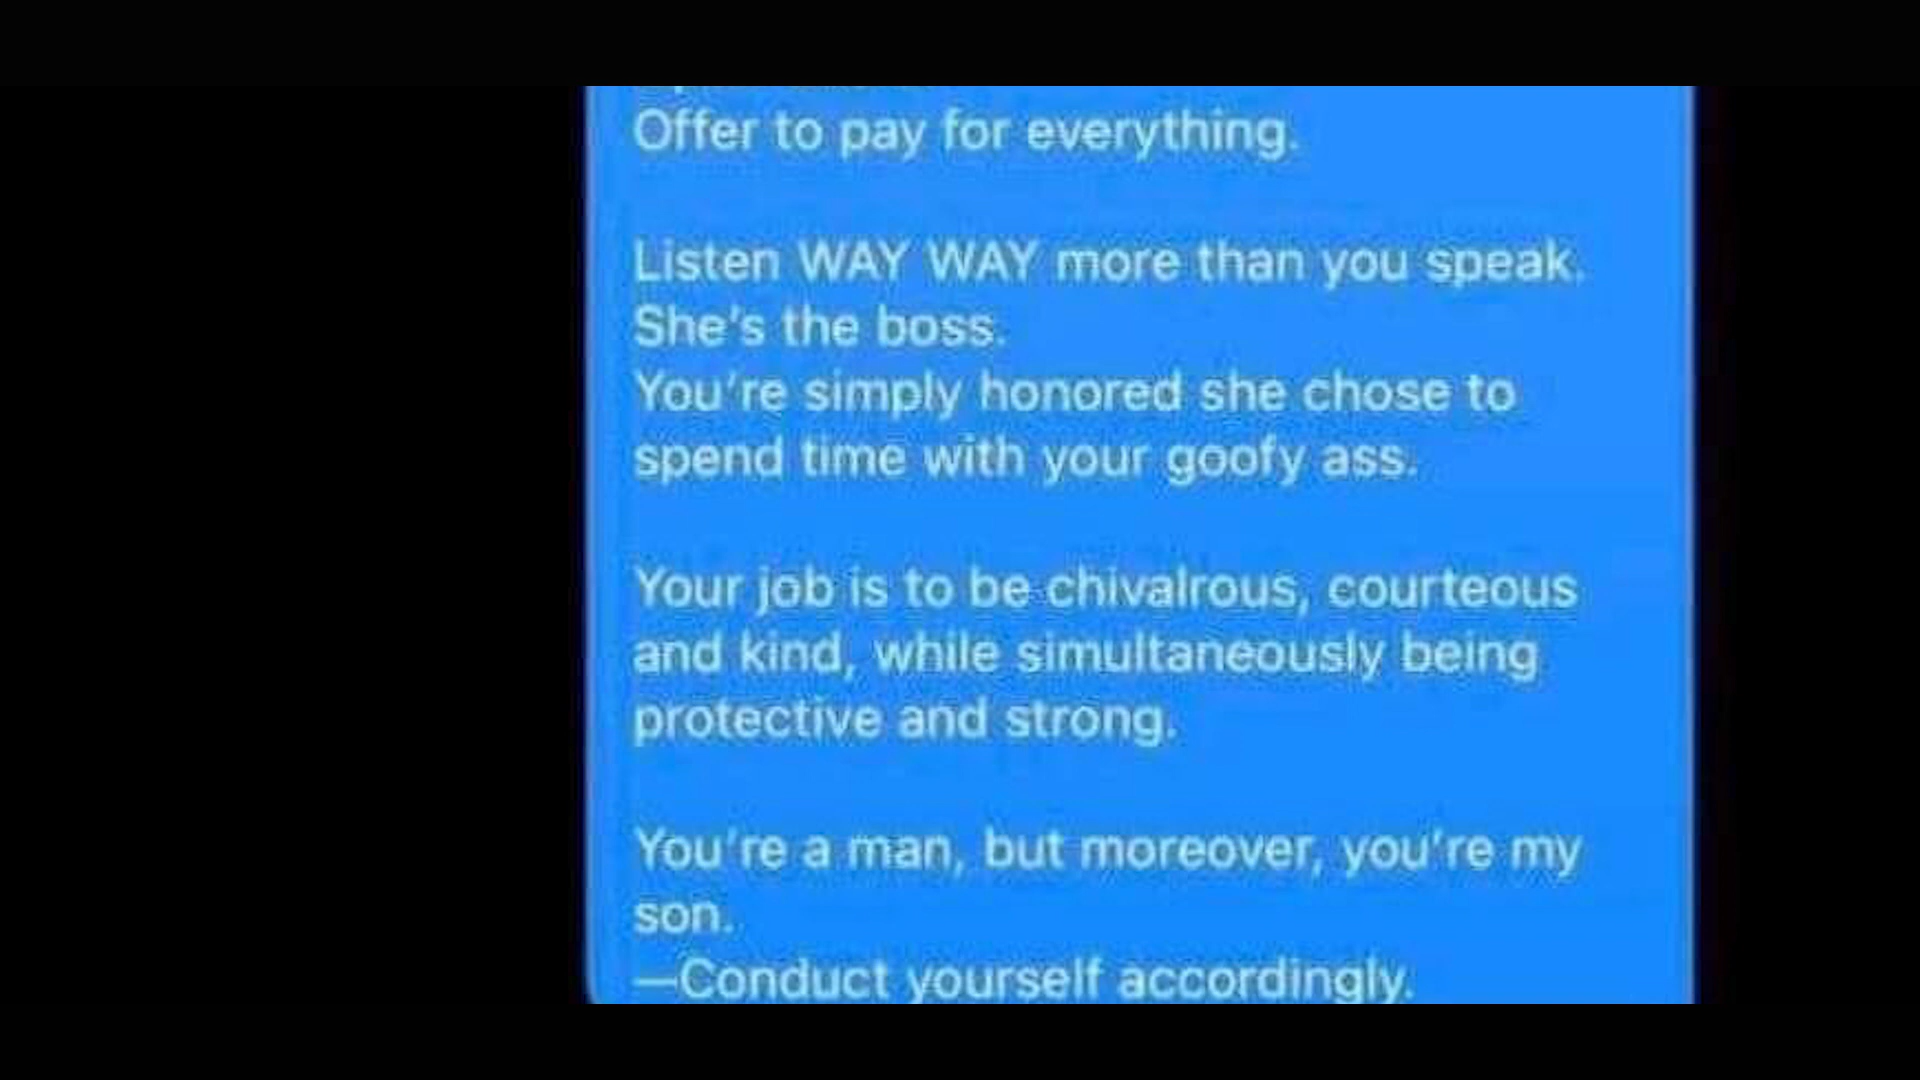 Offer to pay for everything.
Listen WAY WAY more than you speak.
She's the boss.
You're simply honored she chose to
spend time with your goofy ass.
Your job is to be chivalrous, courteous
and kind, while simultaneously being
protective and strong.
You're a man, but moreover, you're my
son.
—Conduct yourself accordingly.